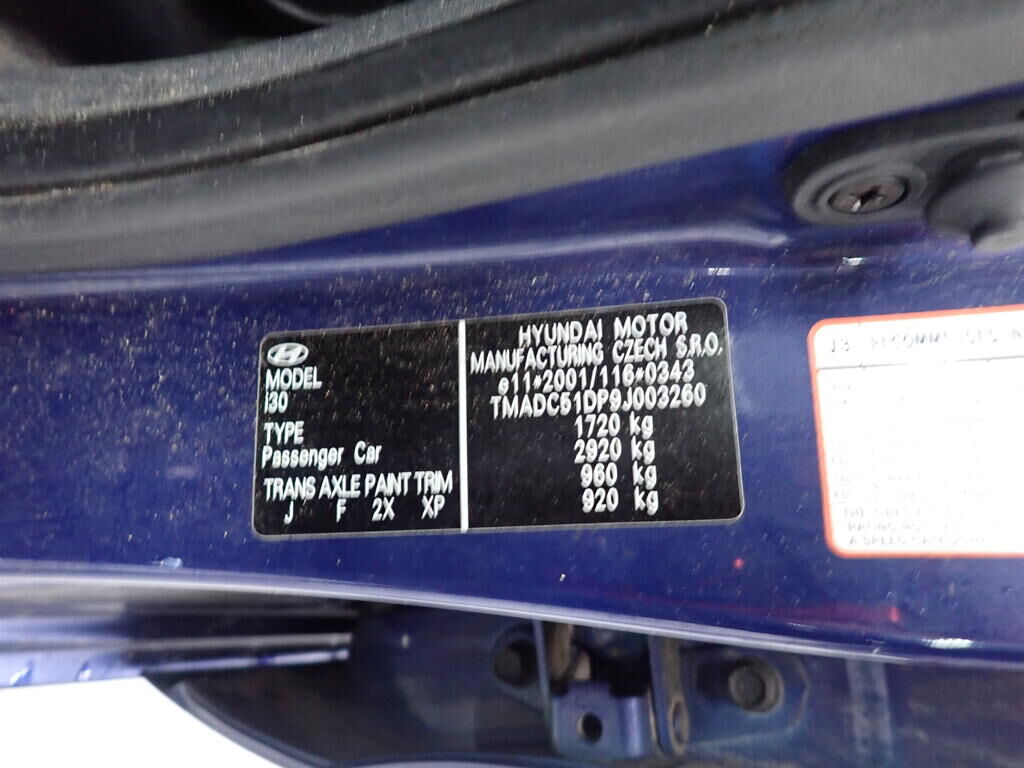 MODEL
i30
TYPE
Passenger Car
TRANS AXLE PAINT TRIM
J F 2X XP
HYUNDAI MOTOR
MANUFACTURING CZECH S.R.O.
e11*2001/116*0343
TMADC51DP9J003260
1720 kg
2920 kg
960 kg
920 kg